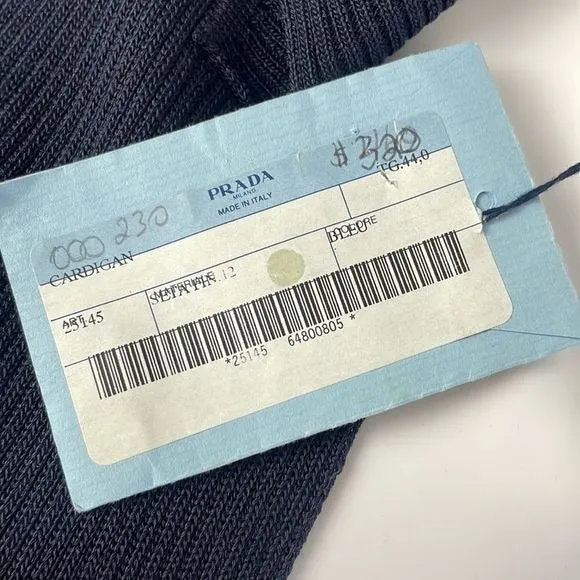 000 230
PRADA
MILANO
MADE IN ITALY
$ 320
CARDIGAN
TG.44,0
ART.
25145
MATERIALE
SETA FIN.12
COLORE
BLEU
*25145 64800805*